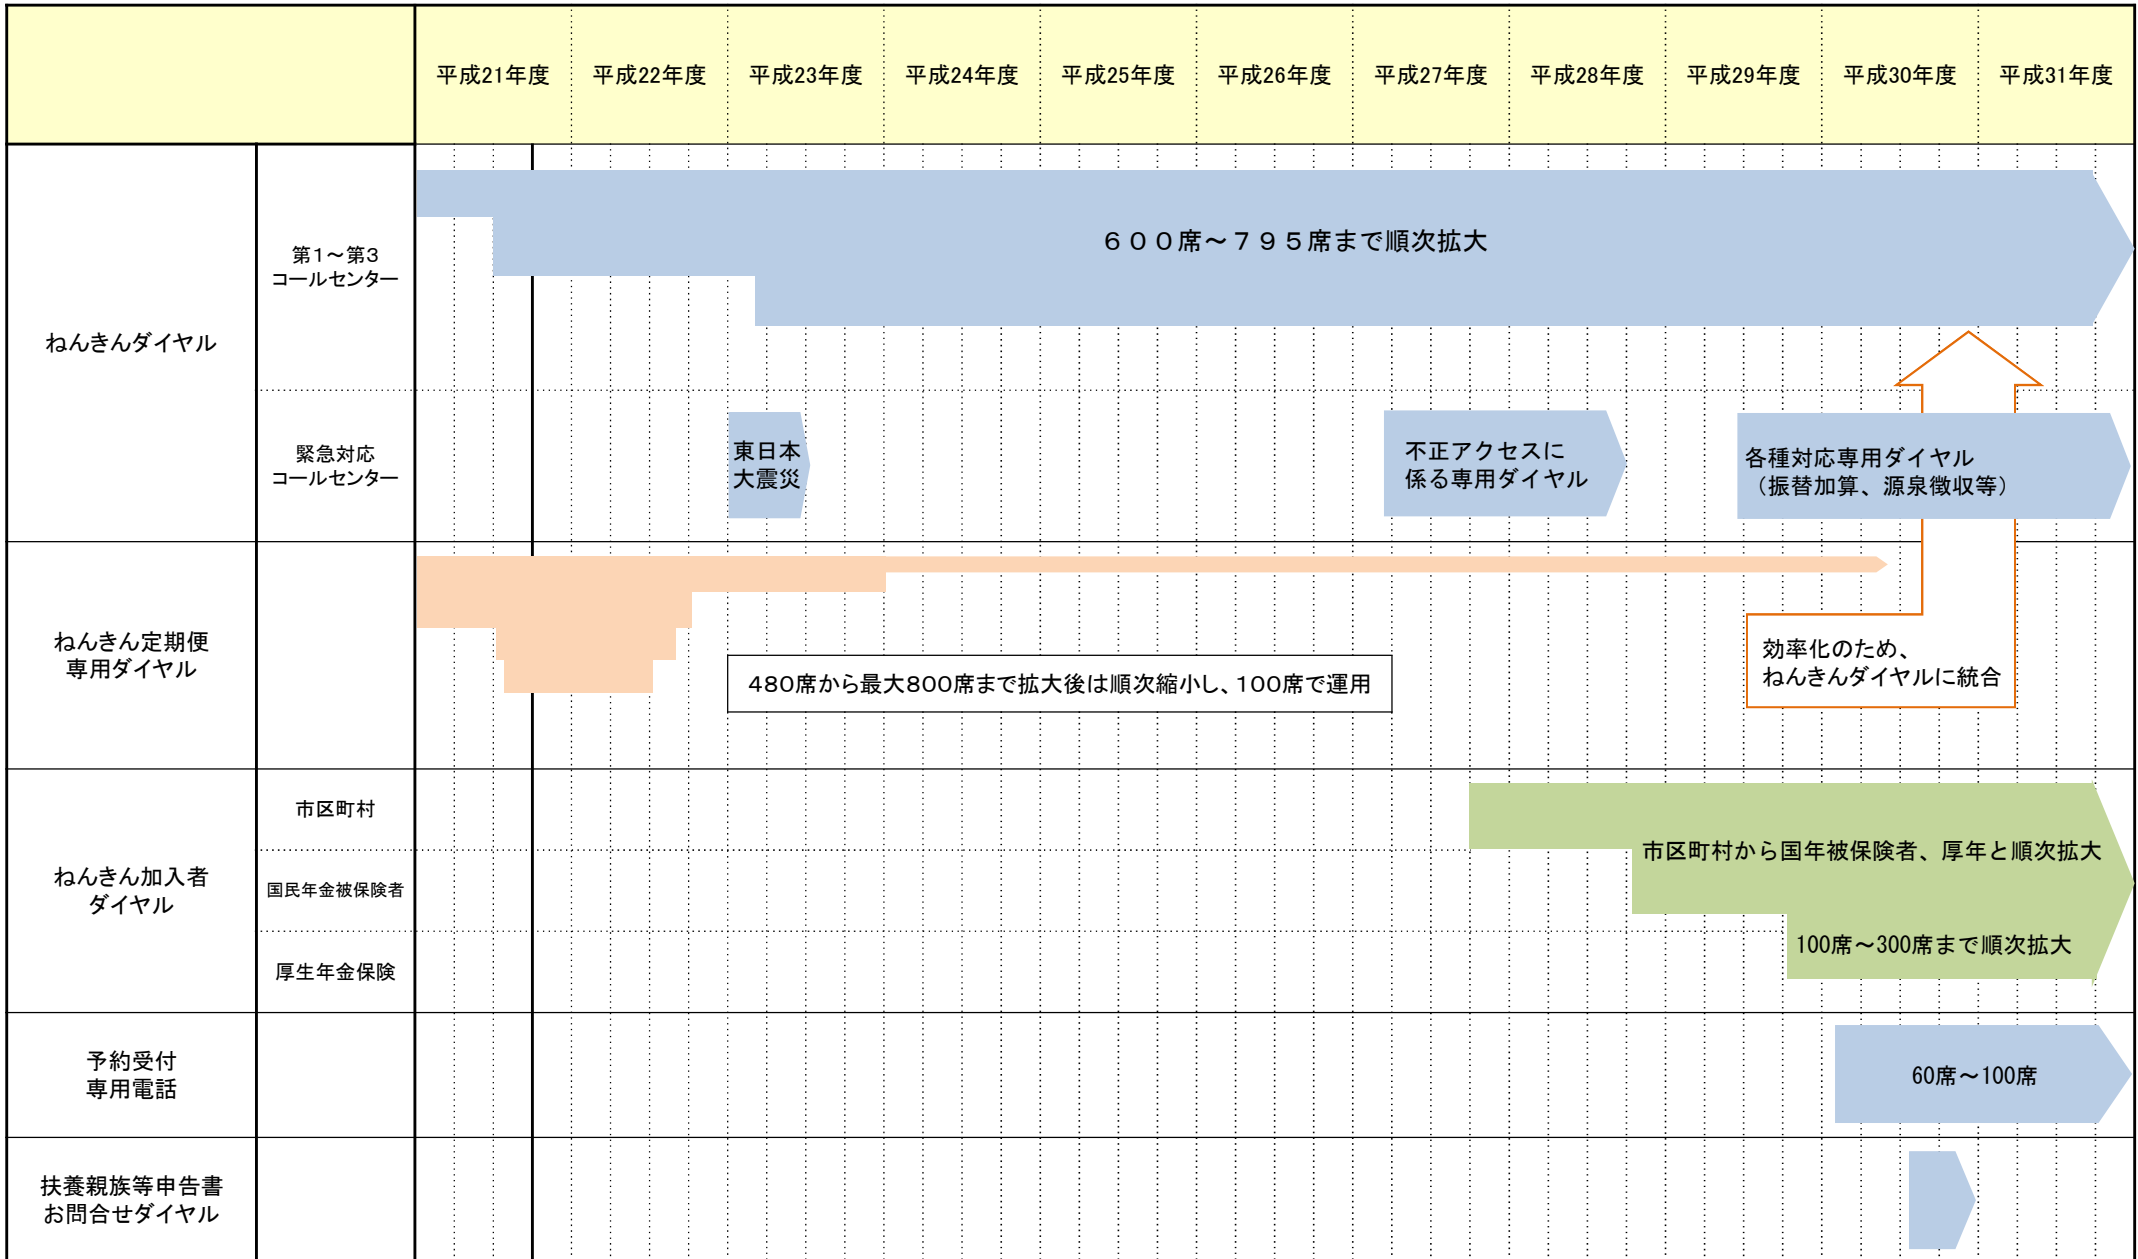 平成21年度
平成22年度
平成23年度
平成24年度
平成25年度
平成26年度
平成27年度
平成28年度
平成29年度
平成30年度
平成31年度
ねんきんダイヤル
第1～第3
コールセンター
６００席～７９５席まで順次拡大
緊急対応
コールセンター
東日本
大震災
不正アクセスに
係る専用ダイヤル
各種対応専用ダイヤル
（振替加算、源泉徴収等）
ねんきん定期便
専用ダイヤル
480席から最大800席まで拡大後は順次縮小し、100席で運用
効率化のため、
ねんきんダイヤルに統合
ねんきん加入者
ダイヤル
市区町村
国民年金被保険者
厚生年金保険
市区町村から国年被保険者、厚年と順次拡大
100席～300席まで順次拡大
予約受付
専用電話
60席～100席
扶養親族等申告書
お問合せダイヤル